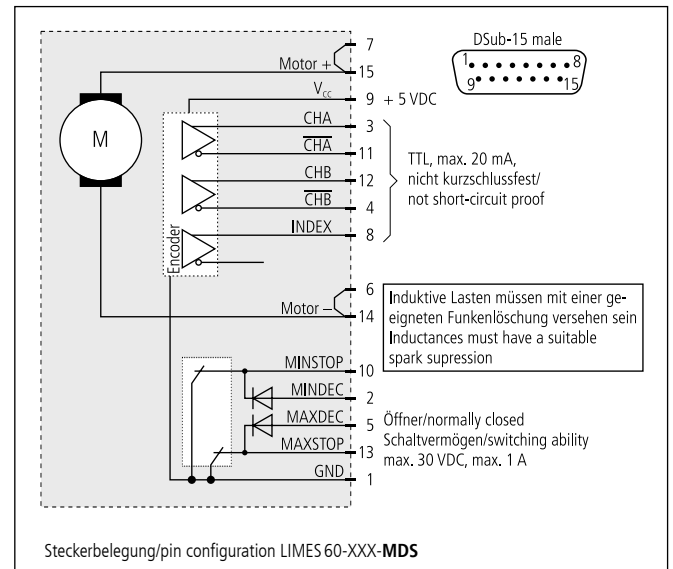 DSub-15 male
1 8
9 15
7
Motor +
15
Vcc
9 + 5 VDC
CHA
3
CHA
11
CHB
12
CHB
4
INDEX
8
TTL, max. 20 mA,
nicht kurzschlussfest/
not short-circuit proof
M
Encoder
6
Motor –
14
Induktive Lasten müssen mit einer ge-
eigneten Funkenlöschung versehen sein
Inductances must have a suitable
spark supression
MINSTOP
10
MINDEC
2
MAXDEC
5
MAXSTOP
13
GND
1
Öffner/normally closed
Schaltvermögen/switching ability
max. 30 VDC, max. 1 A
Steckerbelegung/pin configuration LIMES 60-XXX-MDS